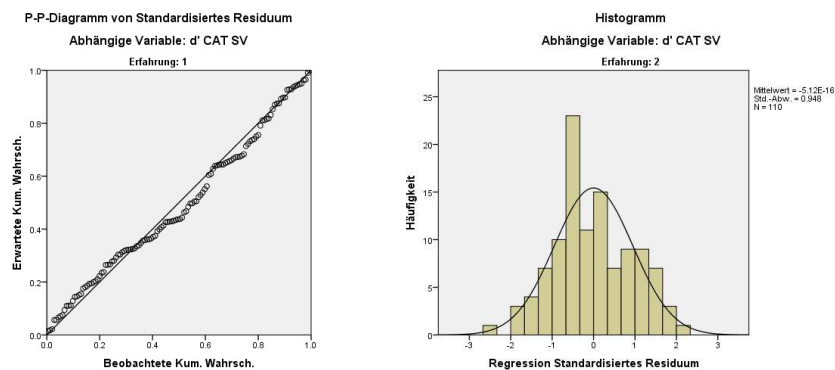 P-P-Diagramm von Standardisiertes Residuum
Abhängige Variable: d' CAT SV
Erfahrung: 1
1.0
0.8
0.6
0.4
0.2
0.0
0.0 0.2 0.4 0.6 0.8 1.0
Erwartete Kum. Wahrsch.
Beobachtete Kum. Wahrsch.
Histogramm
Abhängige Variable: d' CAT SV
Erfahrung: 2
25
20
15
10
5
0
-3 -2 -1 0 1 2 3
Häufigkeit
Regression Standardisiertes Residuum
Mittelwert = -5.12E-16
Std.-Abw. = 0.948
N = 110